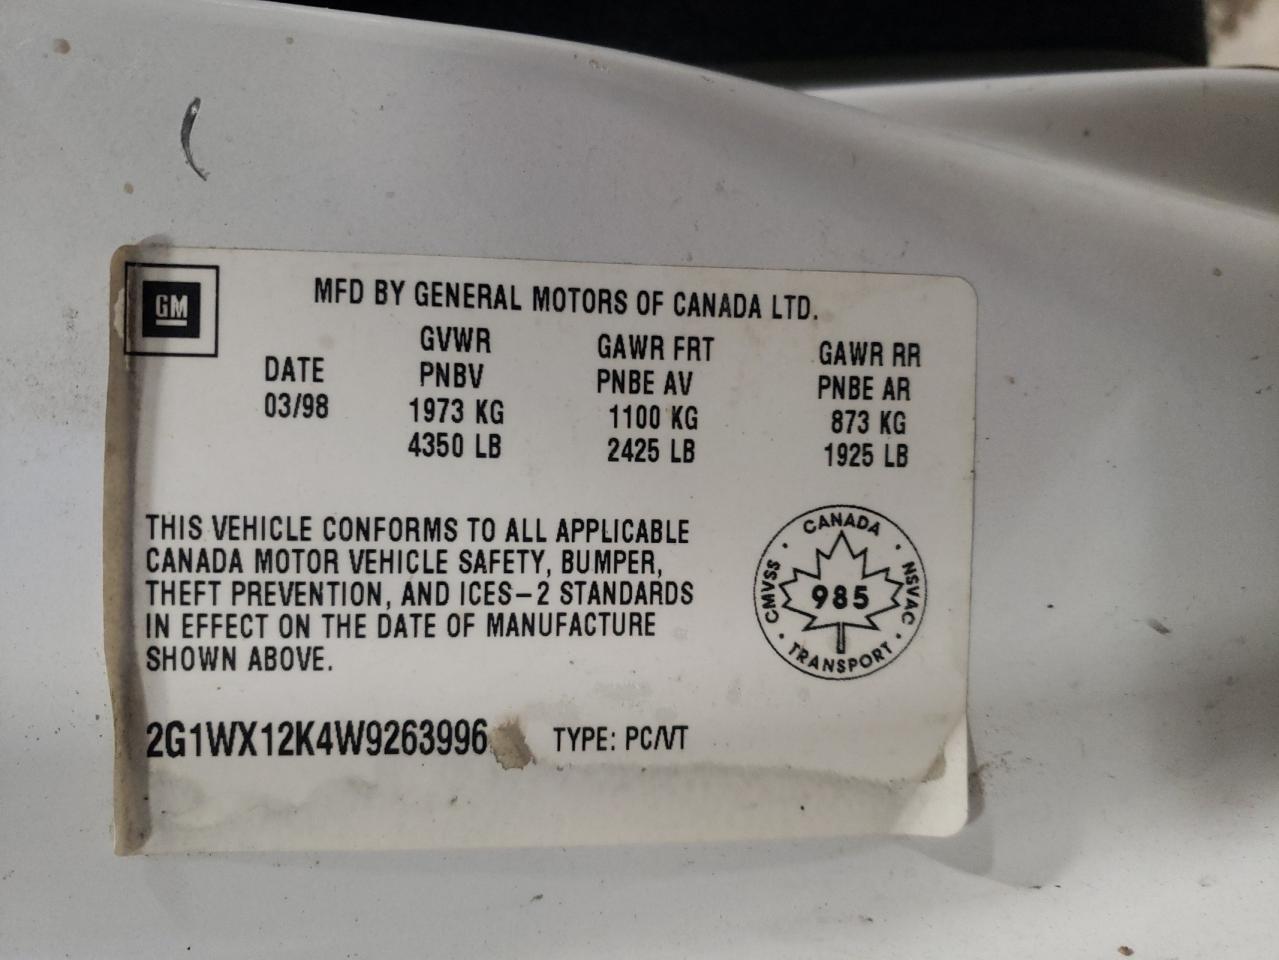 GM
MFD BY GENERAL MOTORS OF CANADA LTD.
DATE
03/98
GVWR
PNBV
1973 KG
4350 LB
GAWR FRT
PNBE AV
1100 KG
2425 LB
GAWR RR
PNBE AR
873 KG
1925 LB
THIS VEHICLE CONFORMS TO ALL APPLICABLE
CANADA MOTOR VEHICLE SAFETY, BUMPER,
THEFT PREVENTION, AND ICES-2 STANDARDS
IN EFFECT ON THE DATE OF MANUFACTURE
SHOWN ABOVE.
CANADA
CMVSS
985
NSVAC
TRANSPORT
2G1WX12K4W9263996 TYPE: PC/VT